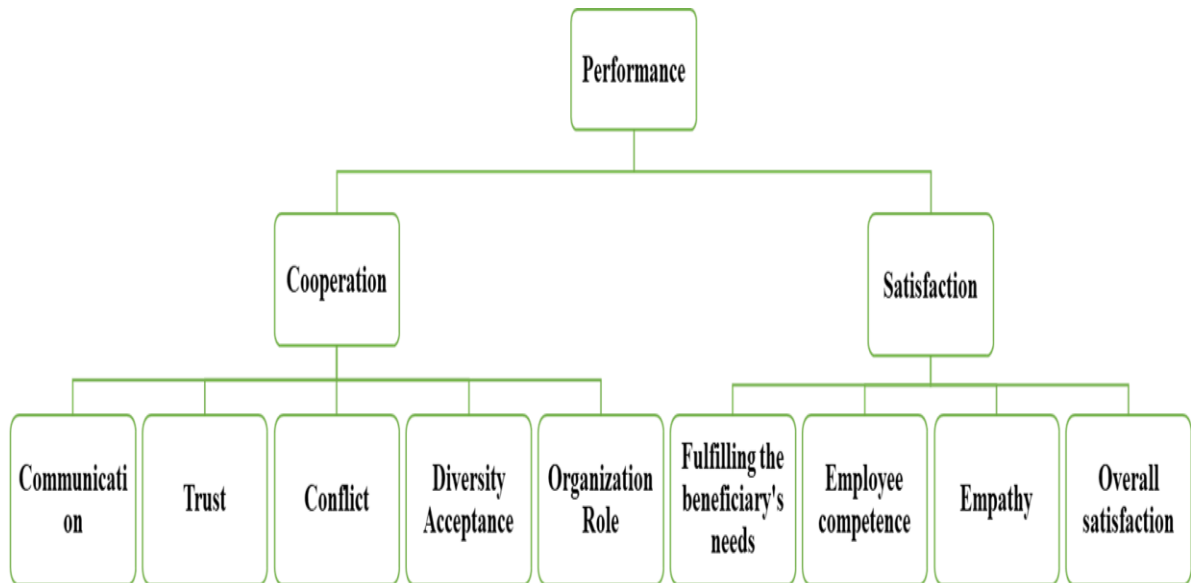 Performance
Cooperation
Satisfaction
Communicati
on
Trust
Conflict
Diversity
Acceptance
Organization
Role
Fulfilling the
beneficiary's
needs
Employee
competence
Empathy
Overall
satisfaction